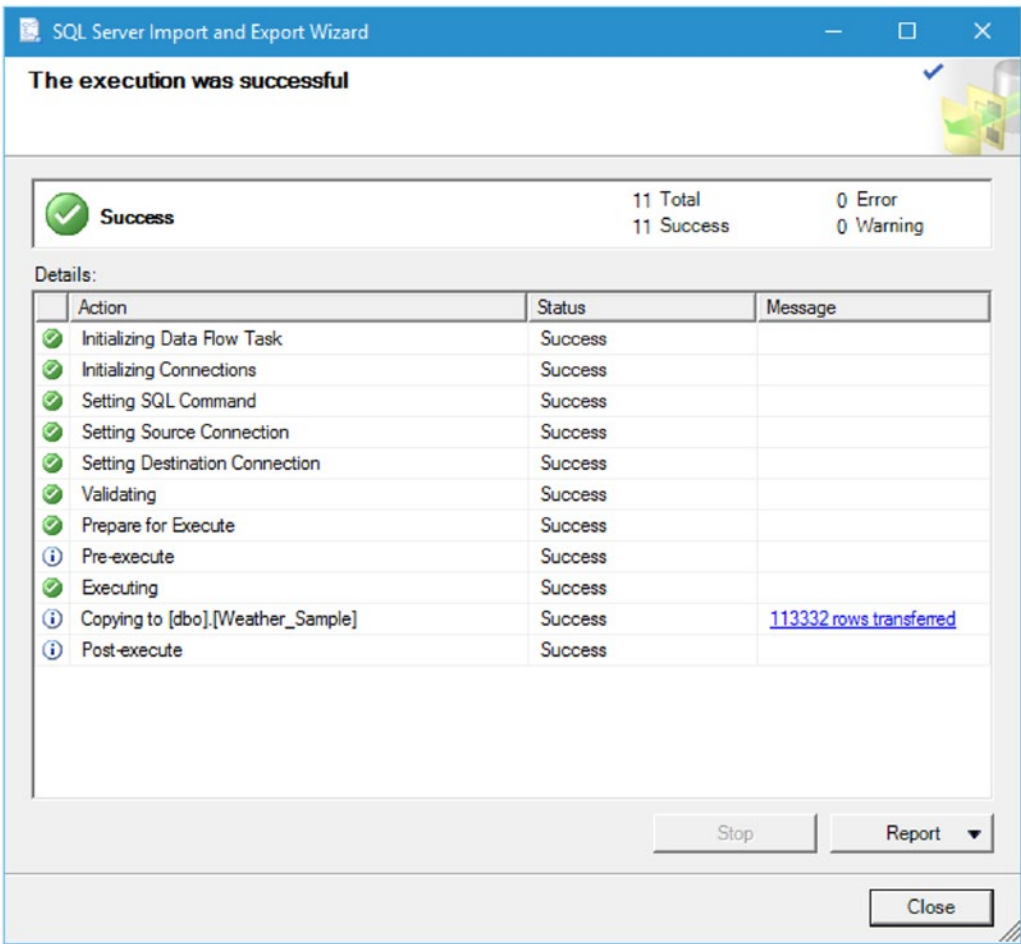 SQL Server Import and Export Wizard
The execution was successful
Success
11 Total 0 Error
11 Success 0 Warning
Details:
Action Status Message
Initializing Data Flow Task Success
Initializing Connections Success
Setting SQL Command Success
Setting Source Connection Success
Setting Destination Connection Success
Validating Success
Prepare for Execute Success
Pre-execute Success
Executing Success
Copying to [dbo].[Weather_Sample] Success 113332 rows transferred
Post-execute Success
Stop Report
Close